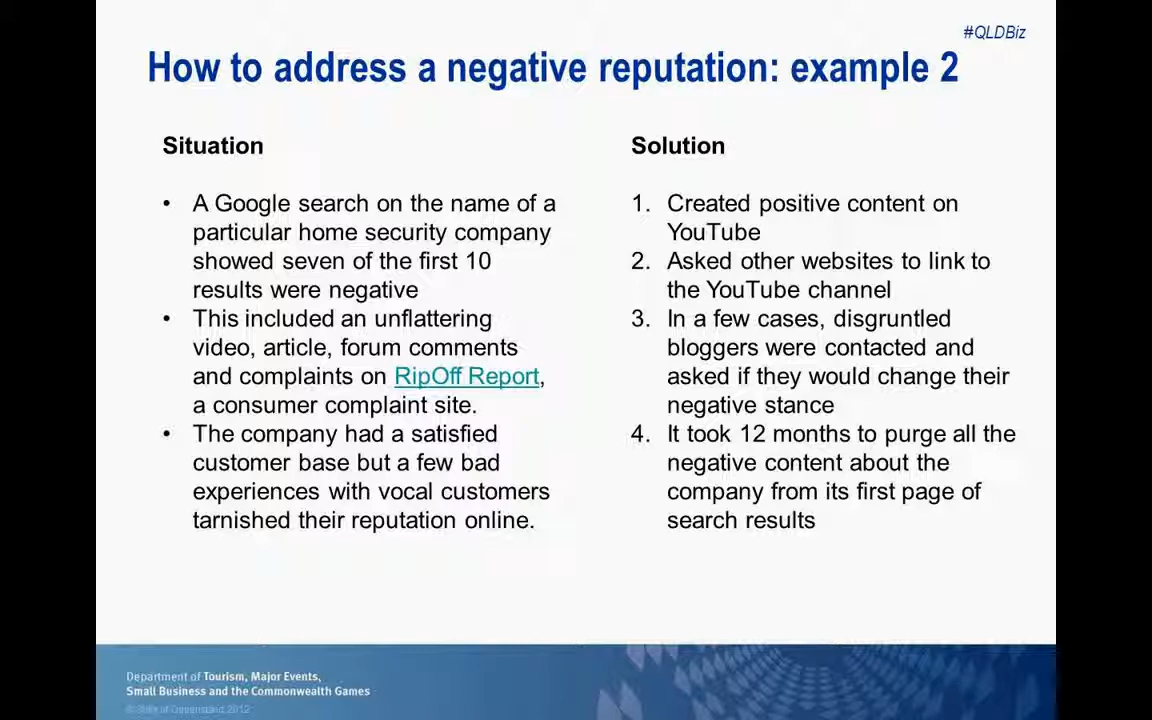 #QLDBiz
How to address a negative reputation: example 2
Situation
• A Google search on the name of a
particular home security company
showed seven of the first 10
results were negative
• This included an unflattering
video, article, forum comments
and complaints on RipOff Report,
a consumer complaint site.
• The company had a satisfied
customer base but a few bad
experiences with vocal customers
tarnished their reputation online.
Solution
1. Created positive content on
YouTube
2. Asked other websites to link to
the YouTube channel
3. In a few cases, disgruntled
bloggers were contacted and
asked if they would change their
negative stance
4. It took 12 months to purge all the
negative content about the
company from its first page of
search results
Department of Tourism, Major Events,
Small Business and the Commonwealth Games
© State of Queensland 2012